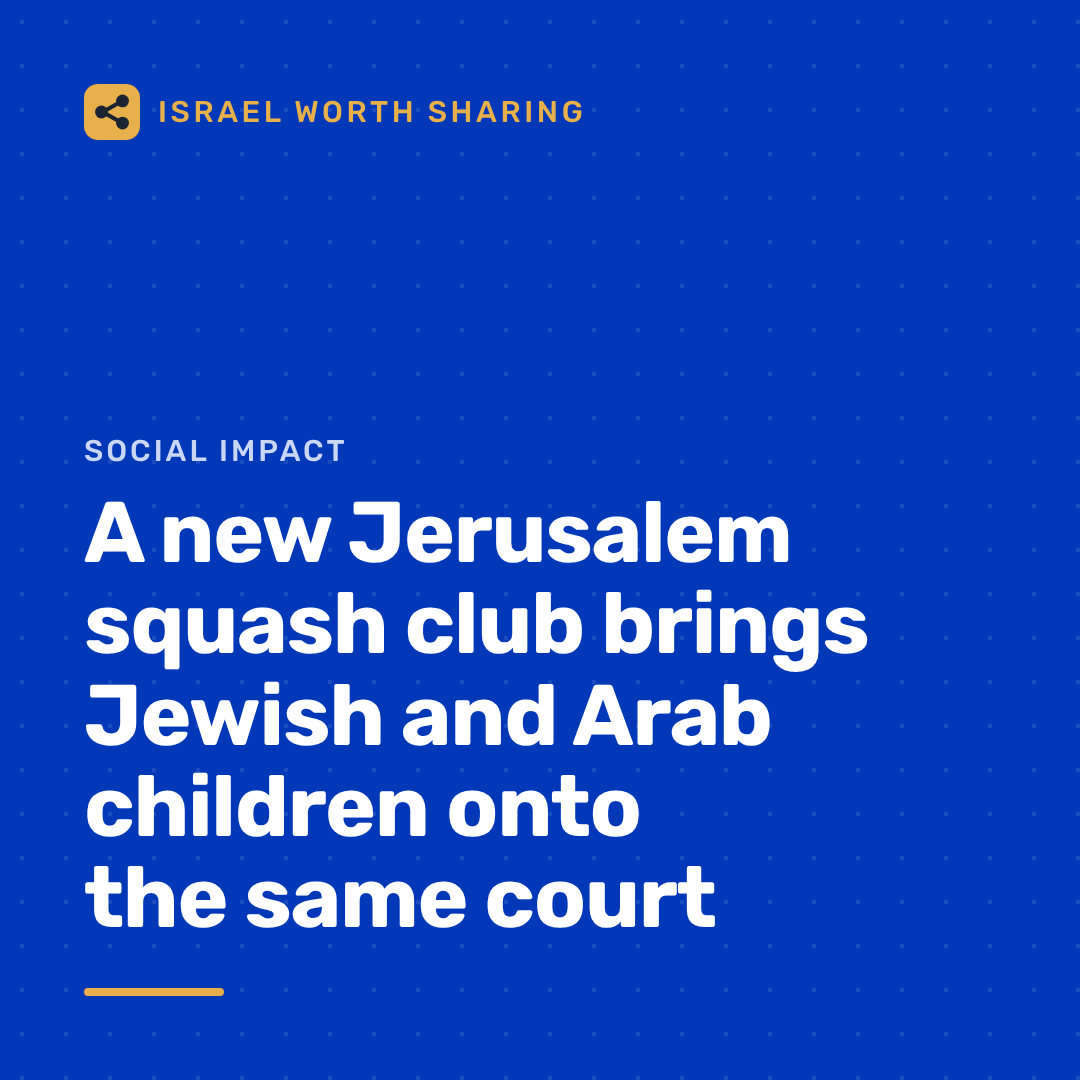 ISRAEL WORTH SHARING
SOCIAL IMPACT
A new Jerusalem
squash club brings
Jewish and Arab
children onto
the same court